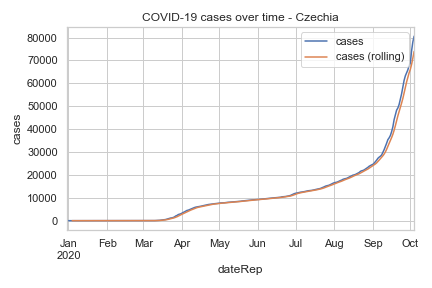 COVID-19 cases over time - Czechia
cases
cases (rolling)
80000
70000
60000
50000
40000
30000
20000
10000
0
cases
Jan Feb Mar Apr May Jun Jul Aug Sep Oct
2020
dateRep